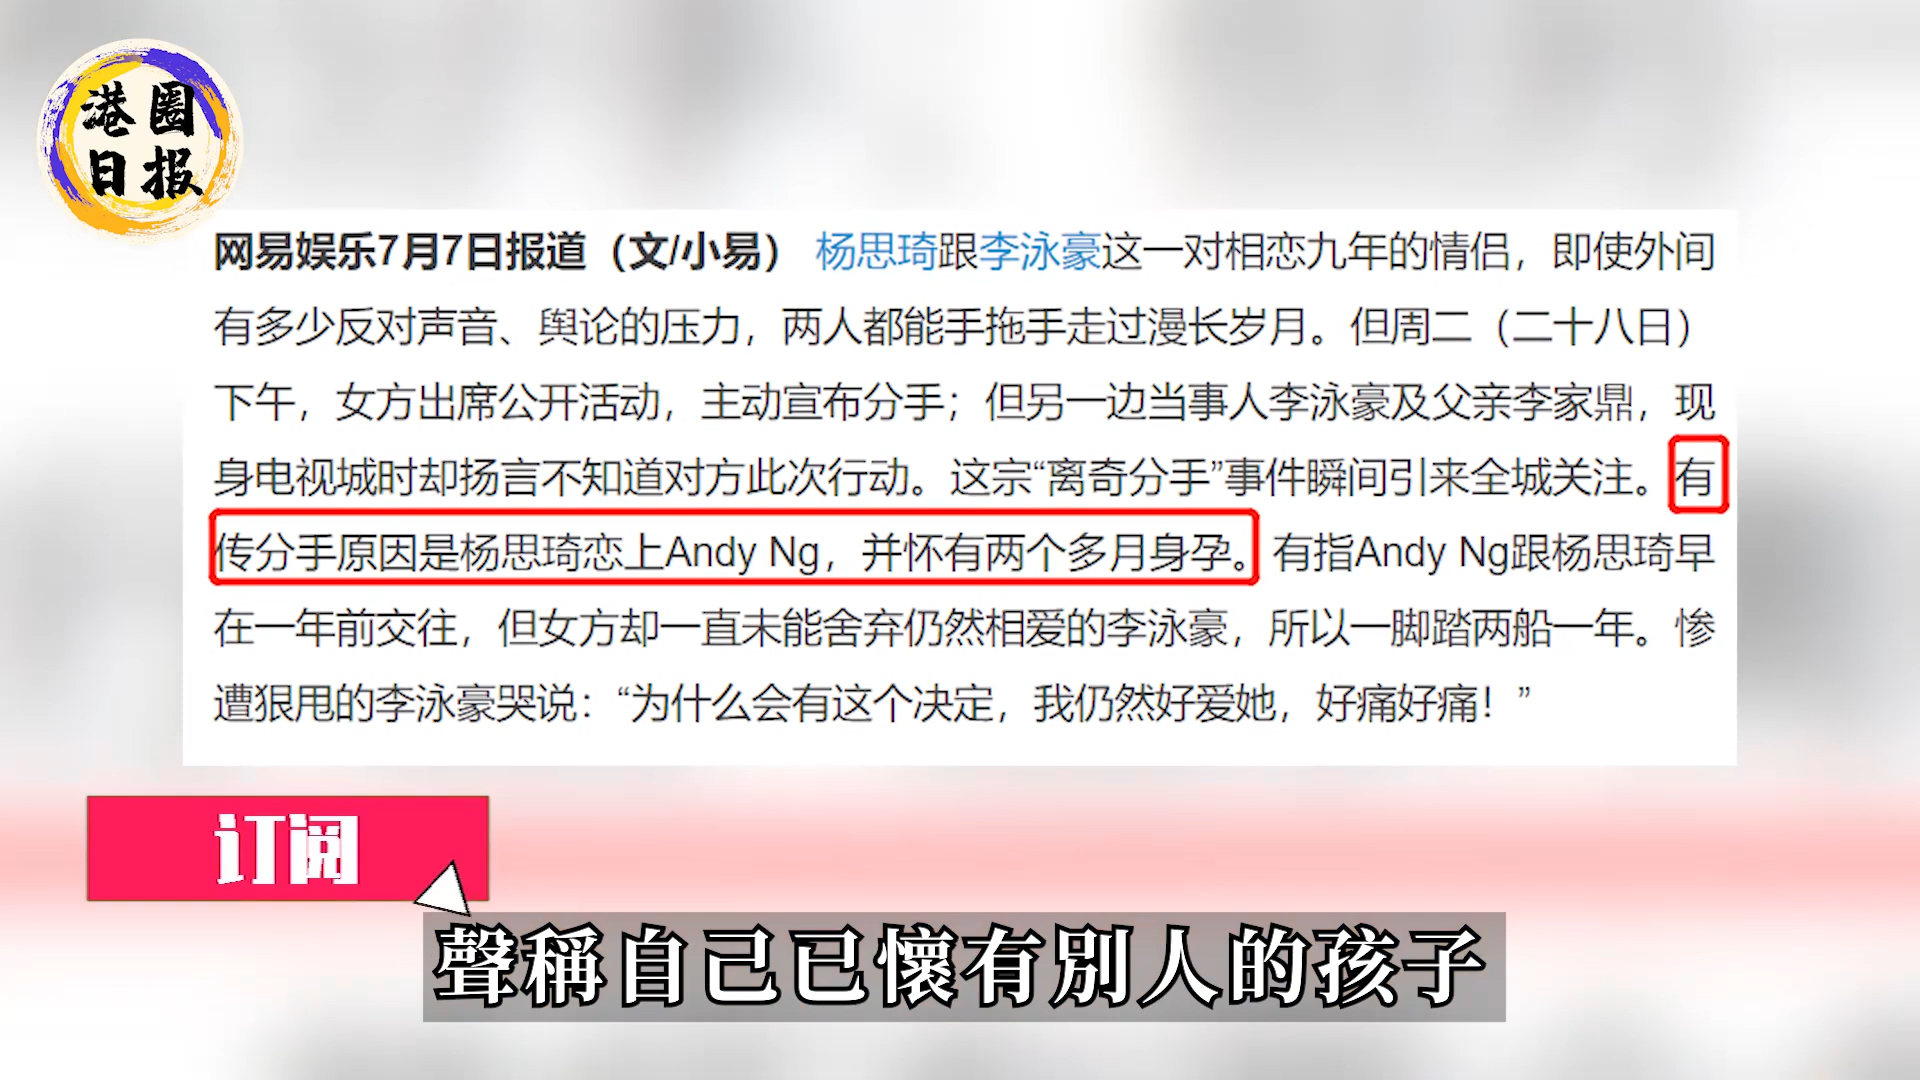 港圈
日报
网易娱乐7月7日报道（文/小易） 杨思琦跟李泳豪这一对相恋九年的情侣，即使外间
有多少反对声音、舆论的压力，两人都能手拖手走过漫长岁月。但周二（二十八日）
下午，女方出席公开活动，主动宣布分手；但另一边当事人李泳豪及父亲李家鼎，现
身电视城时却扬言不知道对方此次行动。这宗“离奇分手”事件瞬间引来全城关注。有
传分手原因是杨思琦恋上Andy Ng，并怀有两个多月身孕。有指Andy Ng跟杨思琦早
在一年前交往，但女方却一直未能舍弃仍然相爱的李泳豪，所以一脚踏两船一年。惨
遭狠甩的李泳豪哭说：“为什么会有这个决定，我仍然好爱她，好痛好痛！”
订阅
聲稱自己已懷有別人的孩子